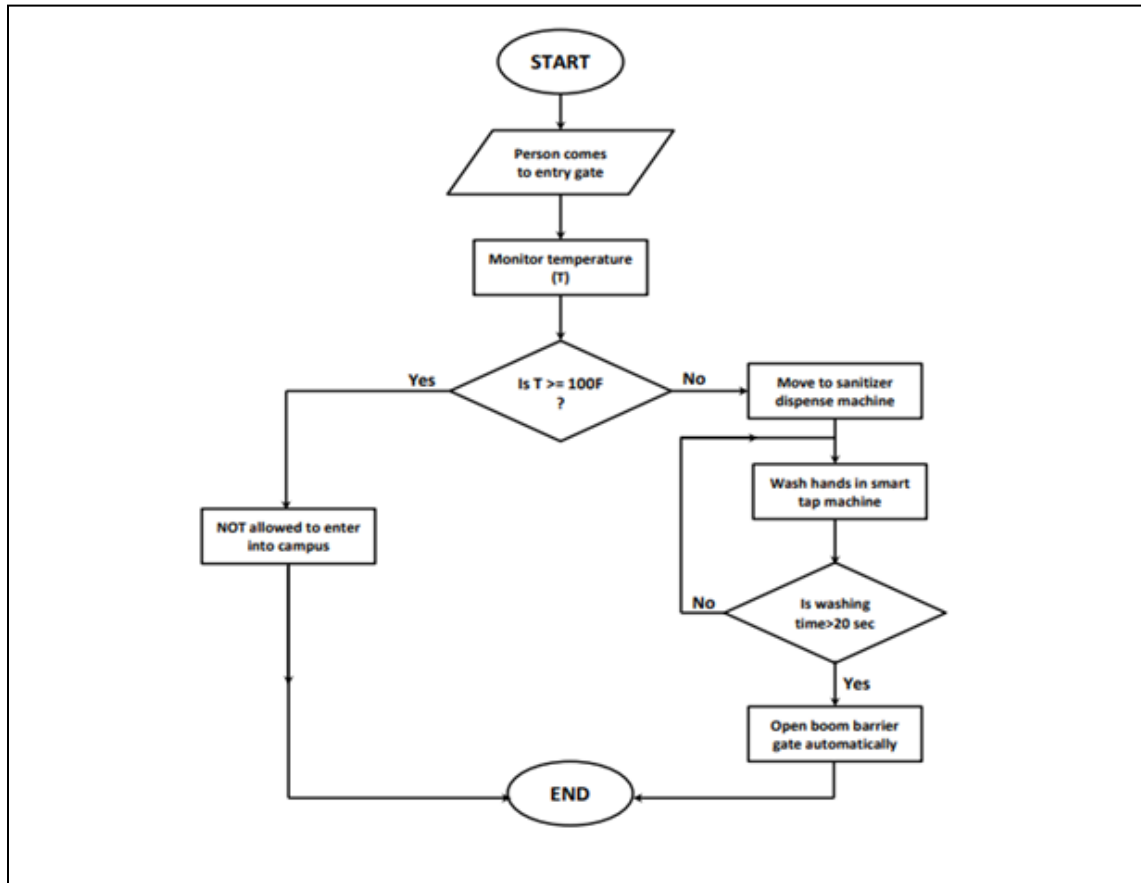 START
Person comes
to entry gate
Monitor temperature
(T)
Is T >= 100F
?
Yes
No
Move to sanitizer
dispense machine
Wash hands in smart
tap machine
NOT allowed to enter
into campus
Is washing
time>20 sec
No
Yes
Open boom barrier
gate automatically
END